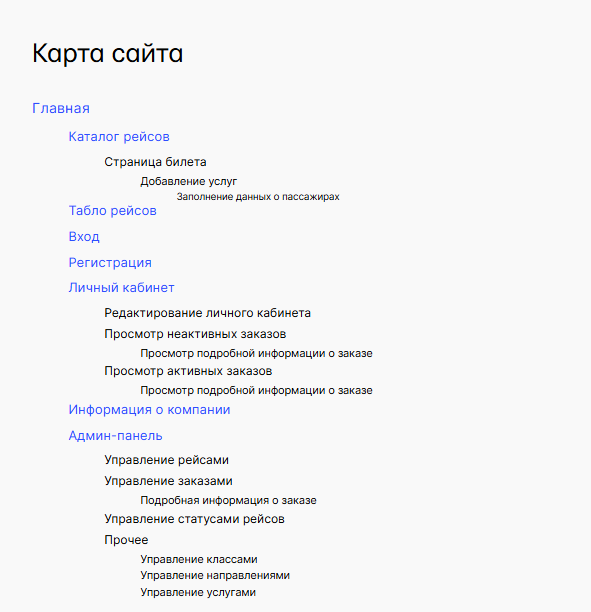 Карта сайта
Главная
Каталог рейсов
Страница билета
Добавление услуг
Заполнение данных о пассажирах
Табло рейсов
Вход
Регистрация
Личный кабинет
Редактирование личного кабинета
Просмотр неактивных заказов
Просмотр подробной информации о заказе
Просмотр активных заказов
Просмотр подробной информации о заказе
Информация о компании
Админ-панель
Управление рейсами
Управление заказами
Подробная информация о заказе
Управление статусами рейсов
Прочее
Управление классами
Управление направлениями
Управление услугами